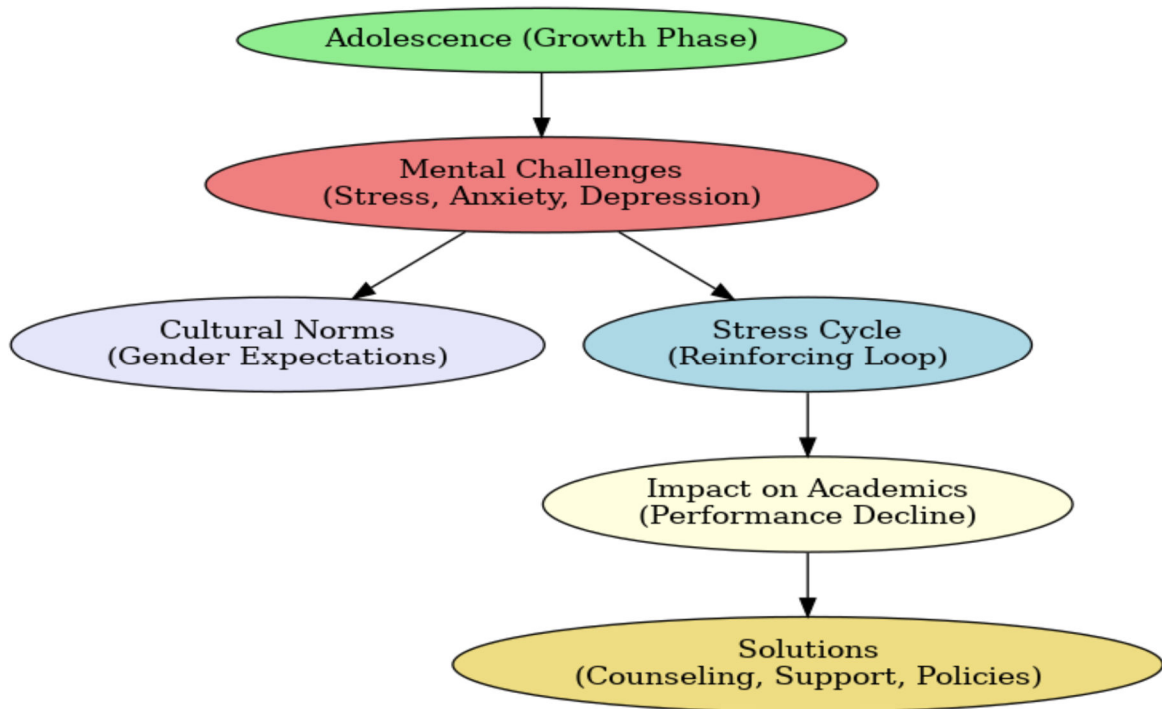 Adolescence (Growth Phase)
Mental Challenges
(Stress, Anxiety, Depression)
Cultural Norms
(Gender Expectations)
Stress Cycle
(Reinforcing Loop)
Impact on Academics
(Performance Decline)
Solutions
(Counseling, Support, Policies)